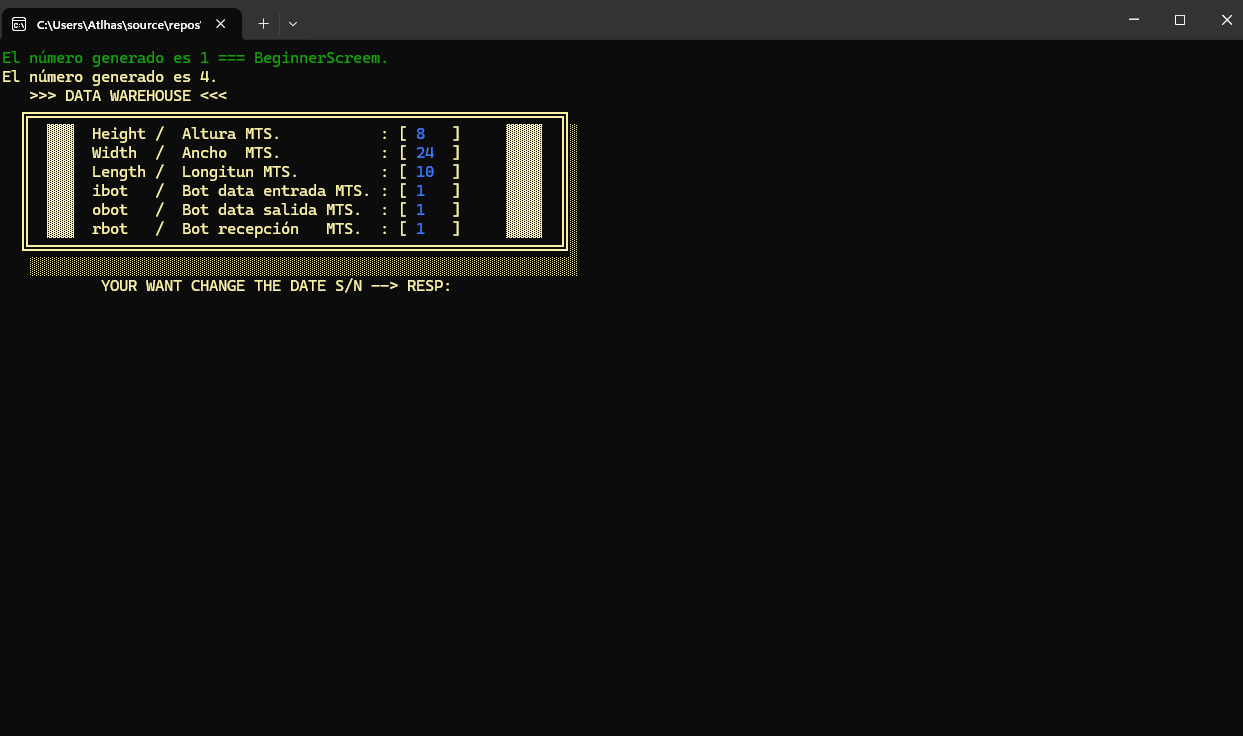 C:\Users\Atlhas\source\repos'
El número generado es 1 === BeginnerScreem.
El número generado es 4.
>>> DATA WAREHOUSE <<<
Height / Altura MTS. : [ 8 ]
Width / Ancho MTS. : [ 24 ]
Length / Longitun MTS. : [ 10 ]
ibot / Bot data entrada MTS. : [ 1 ]
obot / Bot data salida MTS. : [ 1 ]
rbot / Bot recepción MTS. : [ 1 ]
YOUR WANT CHANGE THE DATE S/N --> RESP: